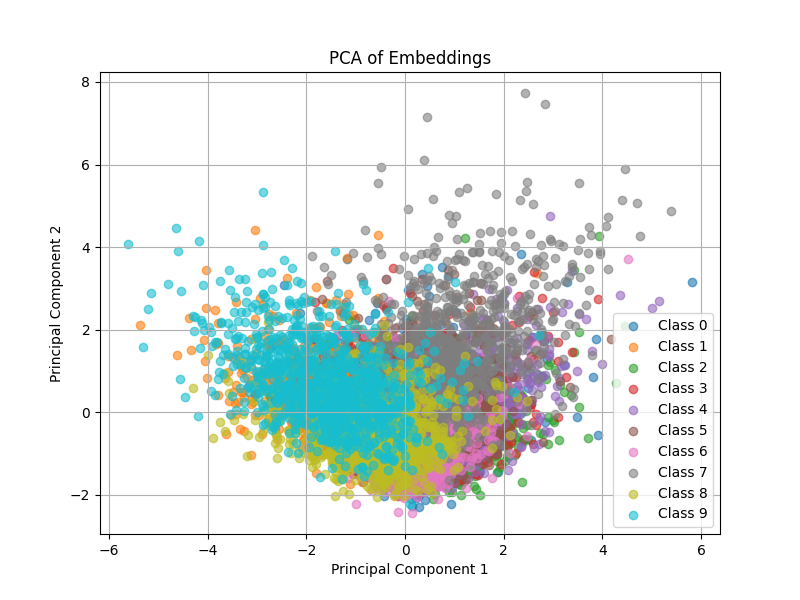 PCA of Embeddings
8
6
4
2
0
−2
Principal Component 2
−6
−4
−2
0
2
4
6
Principal Component 1
Class 0
Class 1
Class 2
Class 3
Class 4
Class 5
Class 6
Class 7
Class 8
Class 9